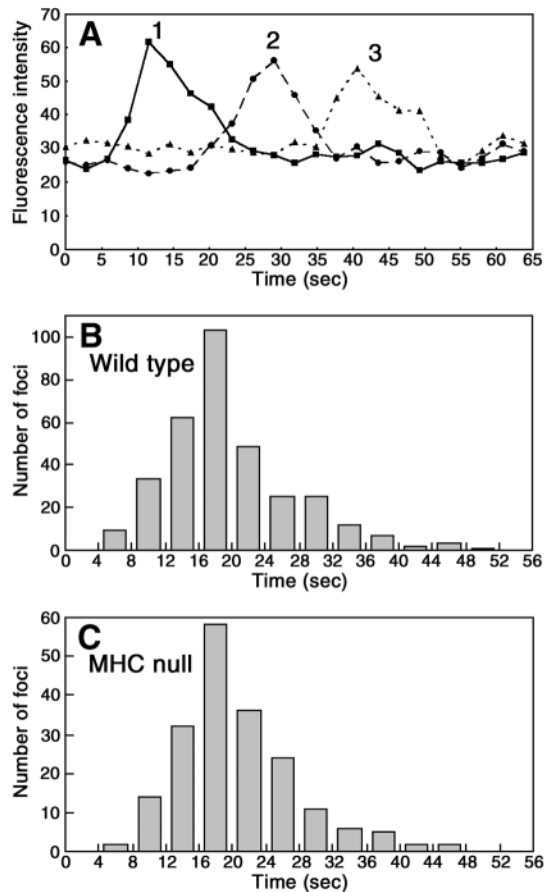 A
1
2
3
Fluorescence intensity
70
60
50
40
30
20
10
0
0 5 10 15 20 25 30 35 40 45 50 55 60 65
Time (sec)
B
Wild type
Number of foci
100
80
60
40
20
0
0 4 8 12 16 20 24 28 32 36 40 44 48 52 56
Time (sec)
C
MHC null
Number of foci
60
50
40
30
20
10
0
0 4 8 12 16 20 24 28 32 36 40 44 48 52 56
Time (sec)